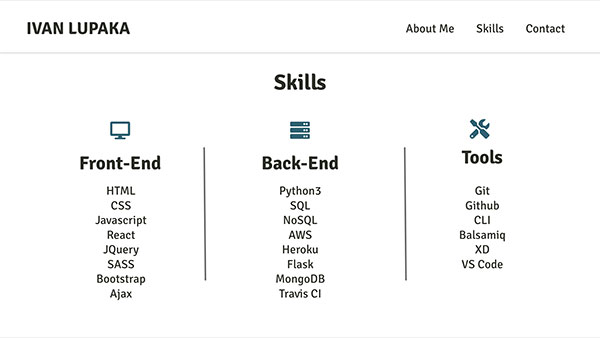 IVAN LUPAKA
About Me
Skills
Contact
Skills
Front-End
HTML
CSS
Javascript
React
JQuery
SASS
Bootstrap
Ajax
Back-End
Python3
SQL
NoSQL
AWS
Heroku
Flask
MongoDB
Travis CI
Tools
Git
Github
CLI
Balsamiq
XD
VS Code